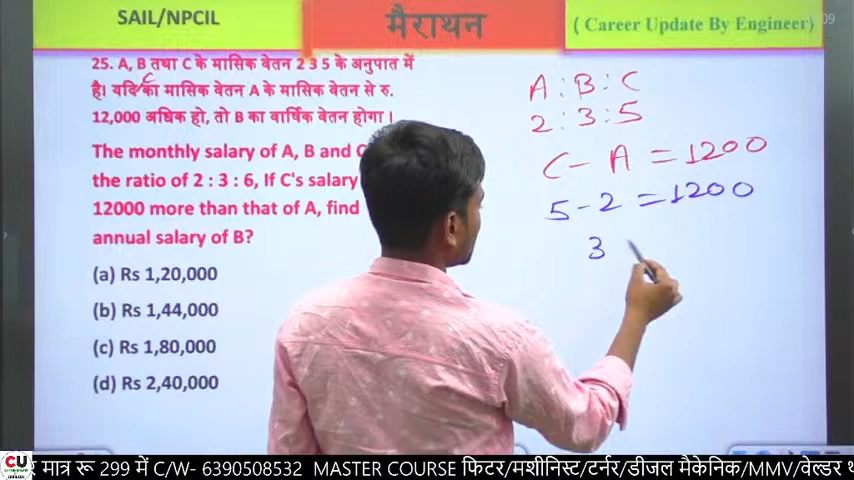 SAIL/NPCIL
मैराथन
( Career Update By Engineer)
09
25. A, B तथा C के मासिक वेतन 2 3 5 के अनुपात में
है। यदि C का मासिक वेतन A के मासिक वेतन से रु.
12,000 अधिक हो, तो B का वार्षिक वेतन होगा।
The monthly salary of A, B and C
the ratio of 2 : 3 : 6, If C's salary
12000 more than that of A, find
annual salary of B?
(a) Rs 1,20,000
(b) Rs 1,44,000
(c) Rs 1,80,000
(d) Rs 2,40,000
A : B : C
2 : 3 : 5
C - A = 1200
5 - 2 = 1200
3
CU
मात्र रू 299 में C/W- 6390508532 MASTER COURSE फिटर/मशीनिस्ट/टर्नर/डीजल मैकेनिक/MMV/वेल्डर